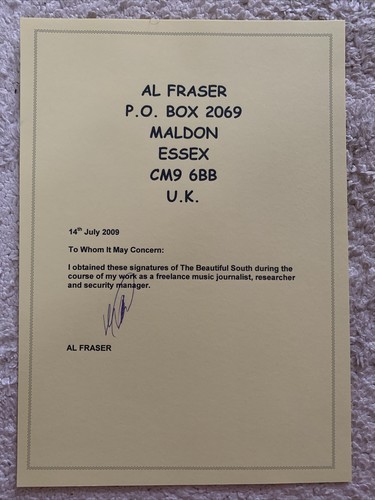 AL FRASER
P.O. BOX 2069
MALDON
ESSEX
CM9 6BB
U.K.
14th July 2009
To Whom It May Concern:
I obtained these signatures of The Beautiful South during the
course of my work as a freelance music journalist, researcher
and security manager.
AL FRASER